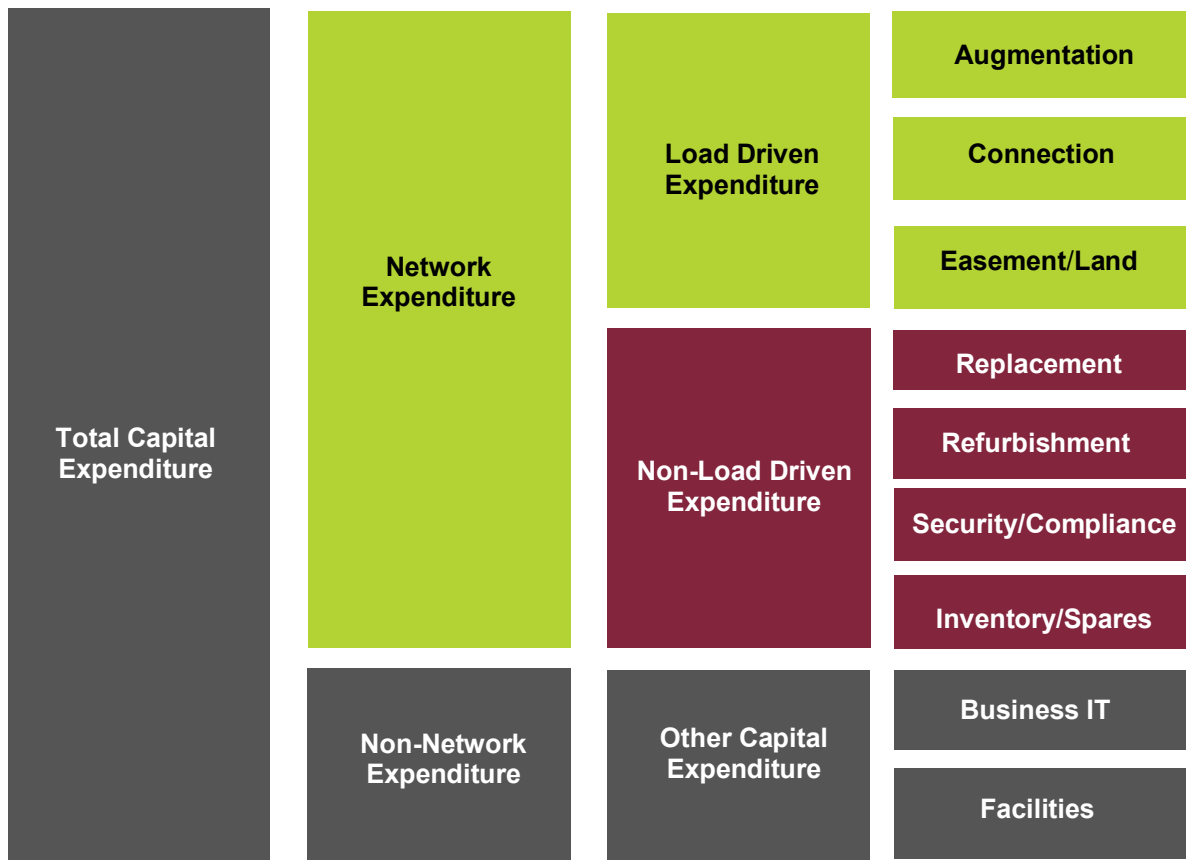 Total Capital
Expenditure
Network
Expenditure
Non-Network
Expenditure
Load Driven
Expenditure
Non-Load Driven
Expenditure
Other Capital
Expenditure
Augmentation
Connection
Easement/Land
Replacement
Refurbishment
Security/Compliance
Inventory/Spares
Business IT
Facilities